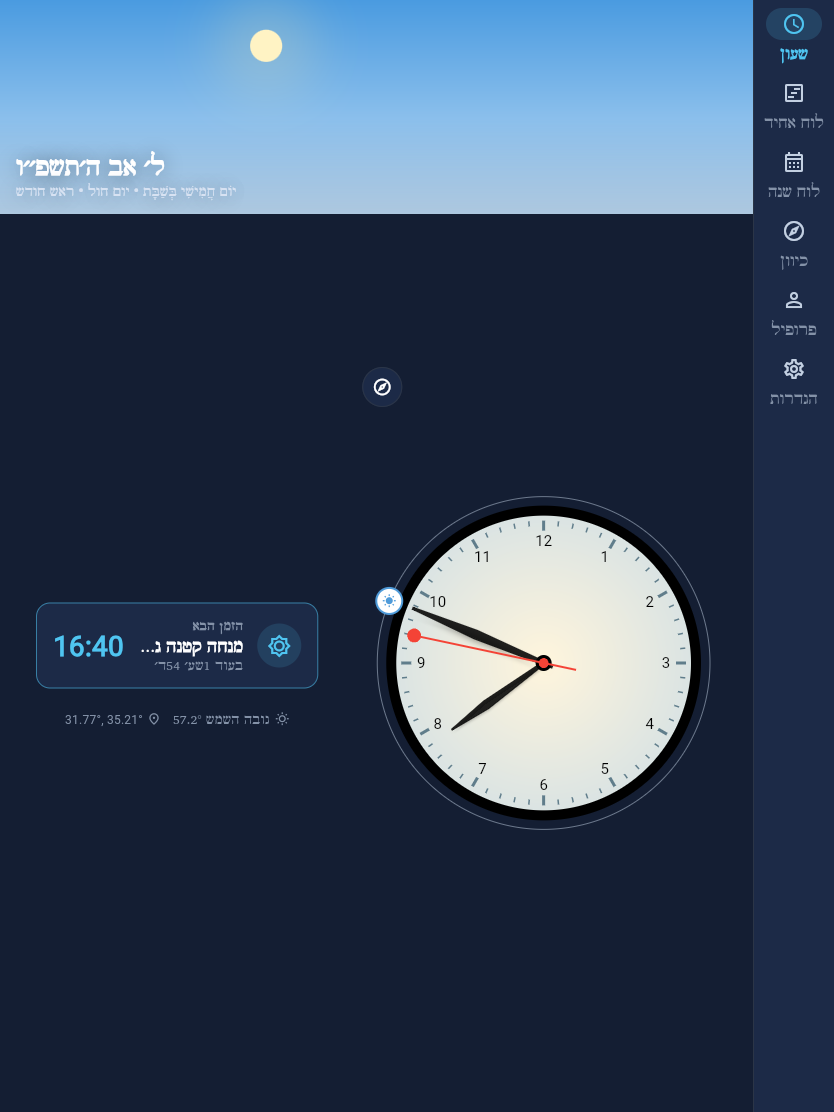 שעון
לוח אחיד
לוח שנה
כיוון
פרופיל
הגדרות
ל׳ אב ה׳תשפ״ו
יוֹם חֲמִישִׁי בְּשַׁבָּת • יום חול • ראש חודש
12
1
2
3
4
5
6
7
8
9
10
11
הזמן הבא
מנחה קטנה ג...
בעוד 1שע׳ 54ד׳
16:40
גובה השמש 57.2°
31.77°, 35.21°